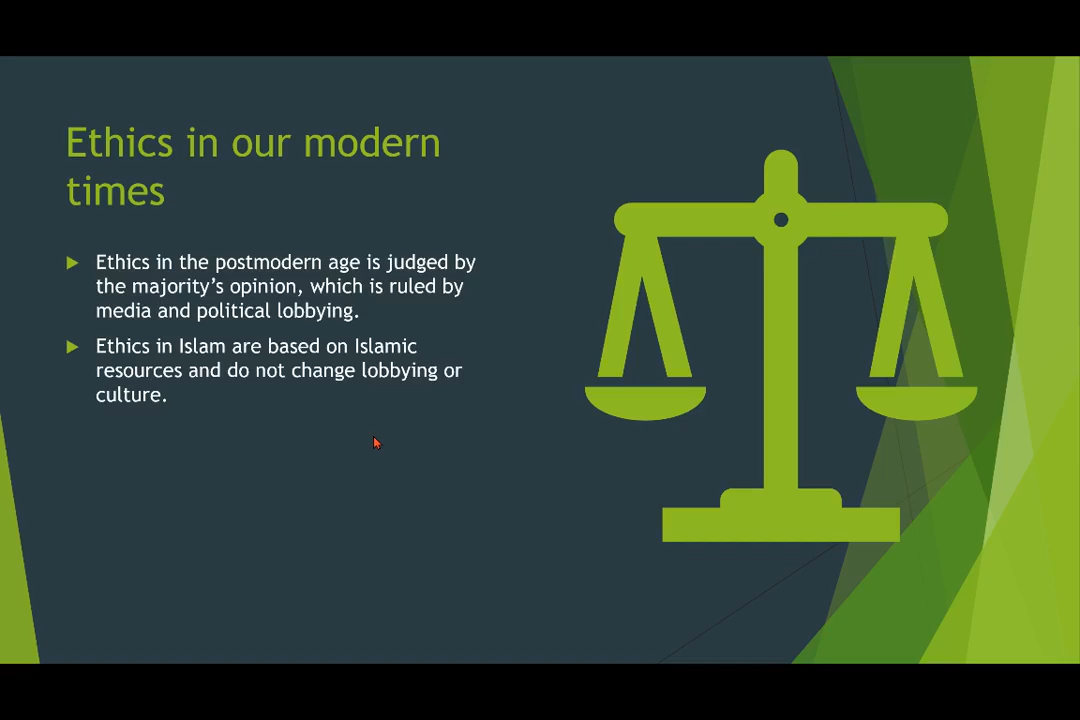 Ethics in our modern
times
Ethics in the postmodern age is judged by
the majority’s opinion, which is ruled by
media and political lobbying.
Ethics in Islam are based on Islamic
resources and do not change lobbying or
culture.